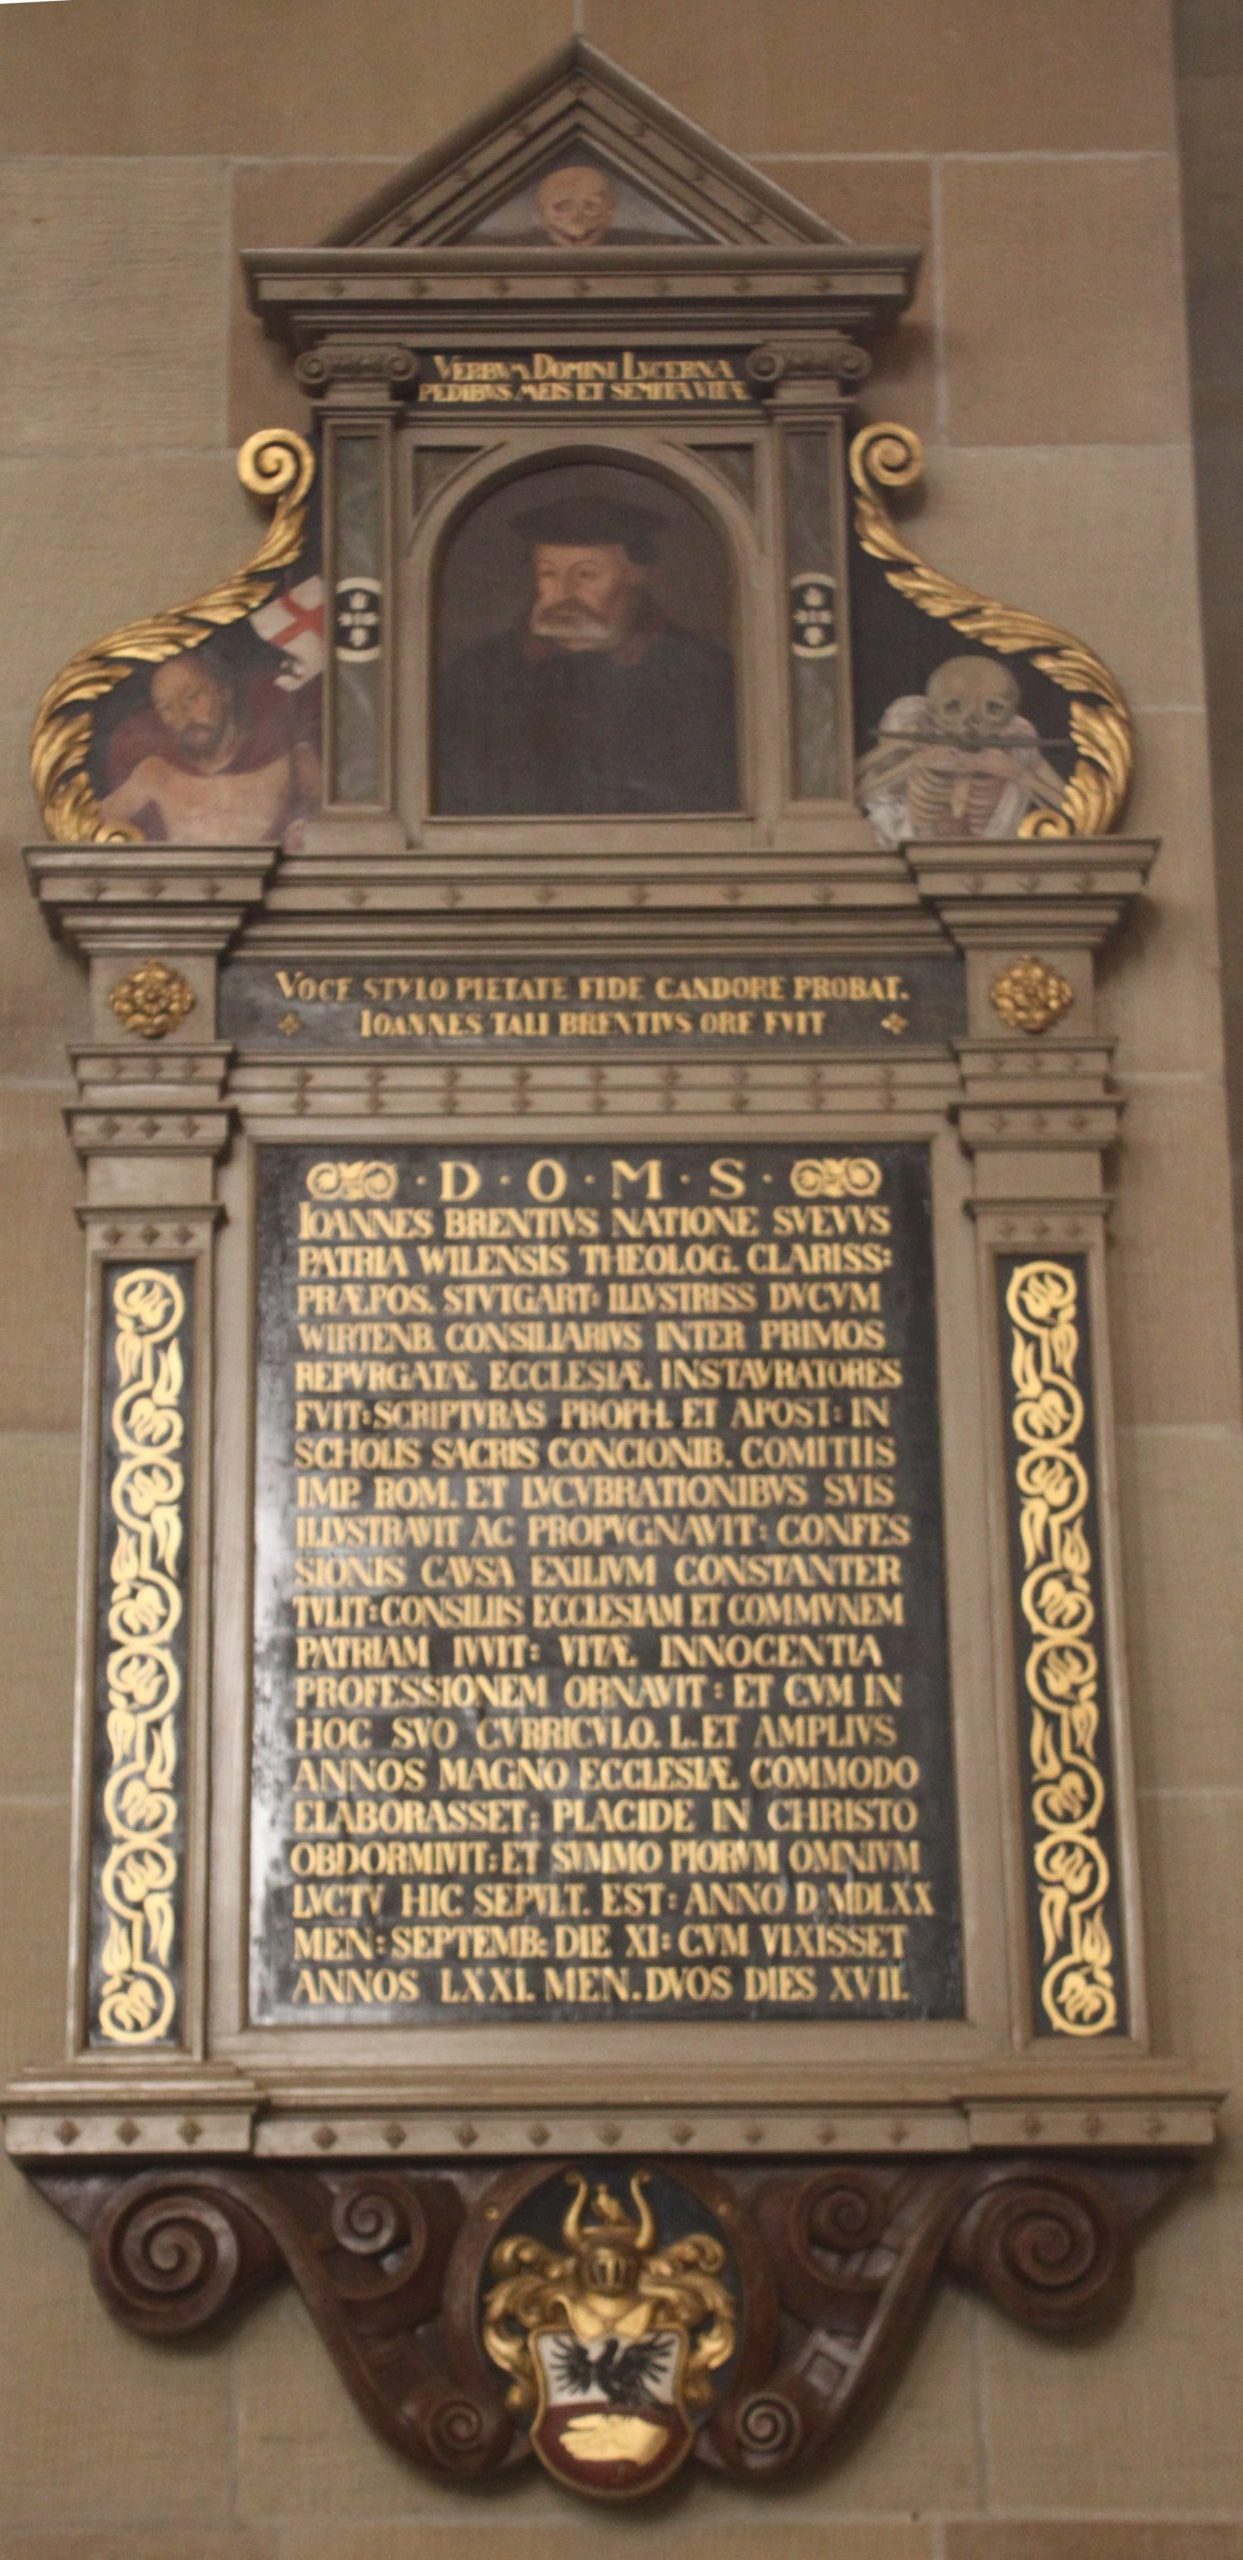 VERBVM DOMINI LVCERNA
PEDIBVS MEIS ET SEMITA VITÆ
VOCE STYLO PIETATE FIDE CANDORE PROBAT.
IOANNES TALI BRENTIVS ORE FVIT
·D·O·M·S·
IOANNES BRENTIVS NATIONE SVEVVS
PATRIA WILENSIS THEOLOG. CLARISS:
PRÆPOS. STVTGART: ILLVSTRISS DVCVM
WIRTENB. CONSILIARIVS INTER PRIMOS
REPVRGATÆ ECCLESIÆ INSTAVRATORES
FVIT: SCRIPTVRAS PROPH. ET APOST: IN
SCHOLIS SACRIS CONCIONIB. COMITIIS
IMP. ROM. ET LVCVBRATIONIBVS SVIS
ILLVSTRAVIT AC PROPVGNAVIT: CONFES
SIONIS CAVSA EXILIVM CONSTANTER
TVLIT: CONSILIIS ECCLESIAM ET COMMVNEM
PATRIAM IVVIT: VITÆ INNOCENTIA
PROFESSIONEM ORNAVIT: ET CVM IN
HOC SVO CVRRICVLO. L. ET AMPLIVS
ANNOS MAGNO ECCLESIÆ COMMODO
ELABORASSET: PLACIDE IN CHRISTO
OBDORMIVIT: ET SVMMO PIORVM OMNIVM
LVCTV HIC SEPVLT. EST: ANNO D MDLXX
MEN: SEPTEMB: DIE XI: CVM VIXISSET
ANNOS LXXI. MEN. DVOS DIES XVII.